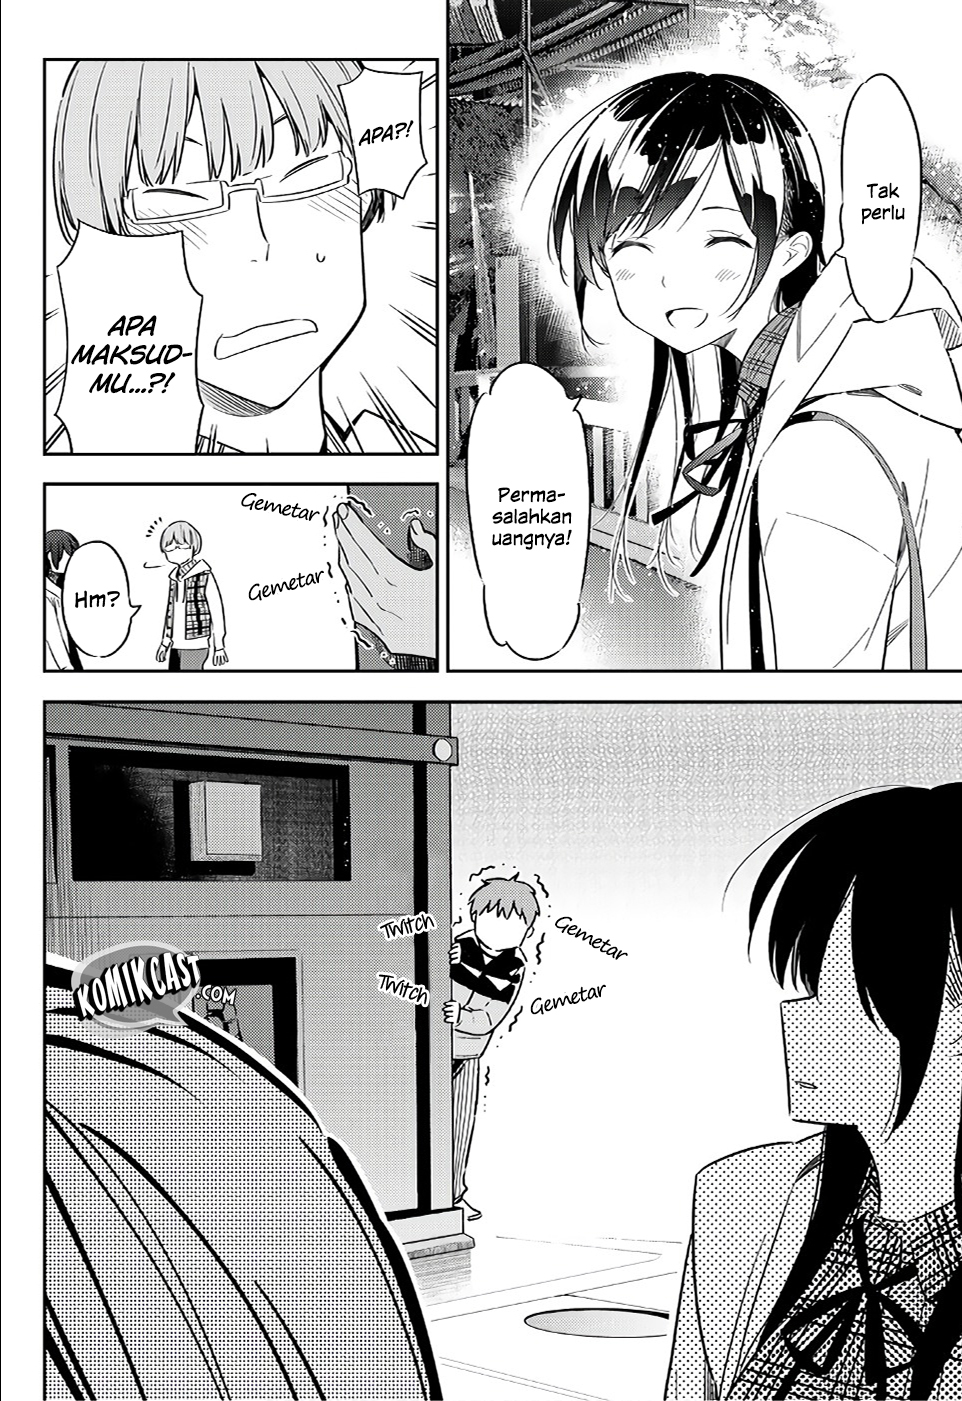 Tak
perlu
Perma-
salahkan
uangnya!
APA?!
APA
MAKSUD-
MU...?!
Gemetar
Gemetar
Hm?
Twitch
Gemetar
Twitch
Gemetar
KOMIKCAST
.COM